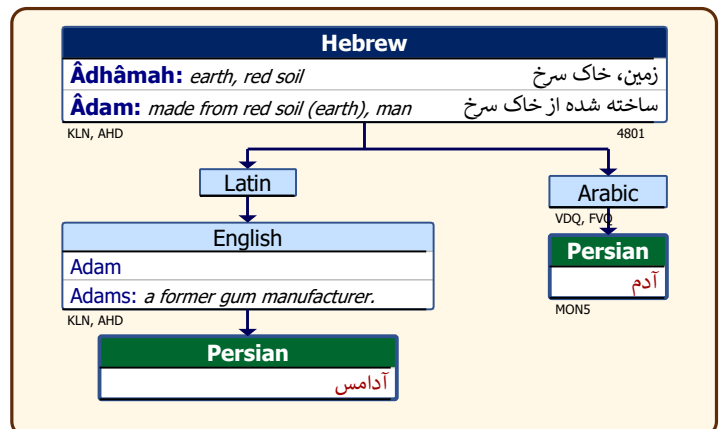 Hebrew
Âdhâmah: earth, red soil زمین، خاک سرخ
Âdam: made from red soil (earth), man ساخته شده از خاک سرخ
KLN, AHD 4801
Latin
Arabic
VDQ, FVQ
English
Persian
Adam
آدم
Adams: a former gum manufacturer.
MON5
KLN, AHD
Persian
آدامس